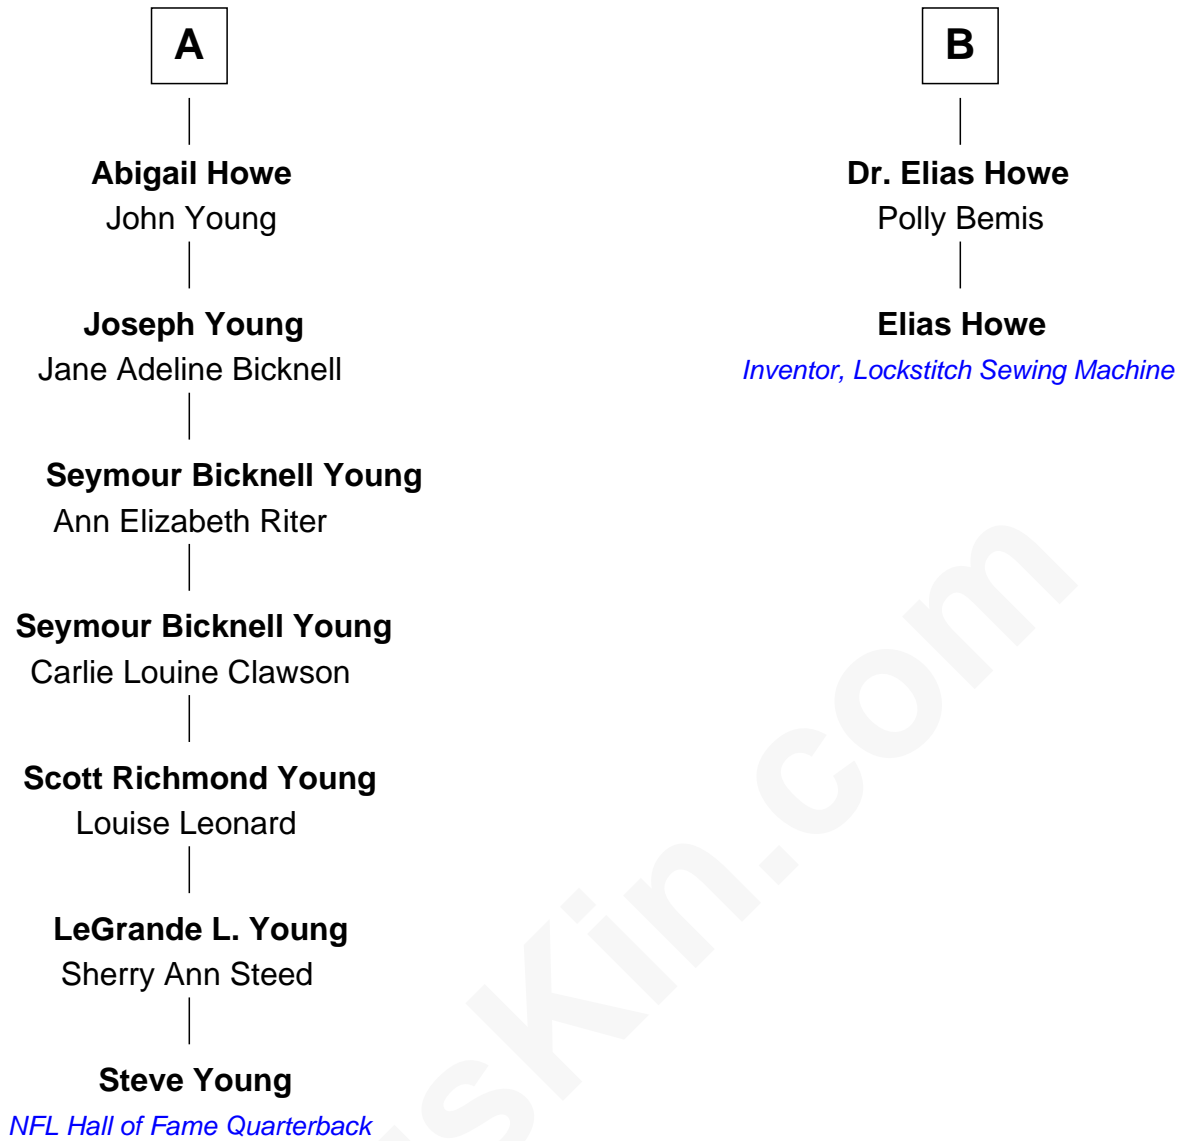 A
Abigail Howe
John Young
Joseph Young
Jane Adeline Bicknell
Seymour Bicknell Young
Ann Elizabeth Riter
Seymour Bicknell Young
Carlie Louine Clawson
Scott Richmond Young
Louise Leonard
LeGrande L. Young
Sherry Ann Steed
Steve Young
NFL Hall of Fame Quarterback
B
Dr. Elias Howe
Polly Bemis
Elias Howe
Inventor, Lockstitch Sewing Machine
usKin.com